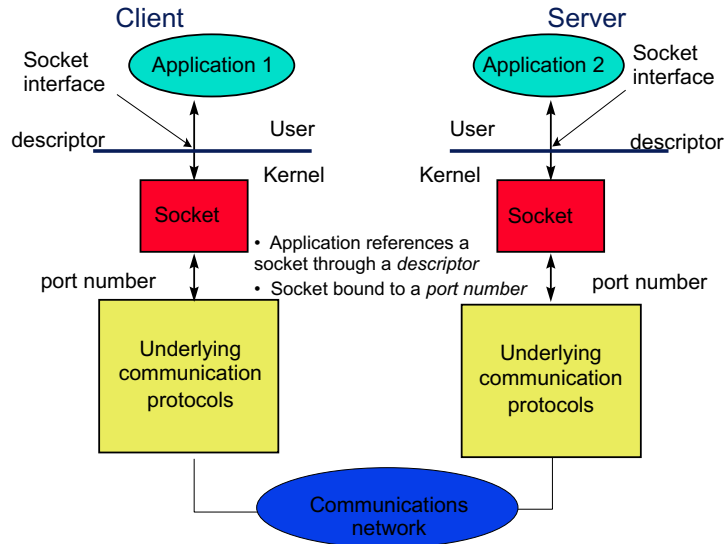 Client
Server
Socket
interface
Application 1
Application 2
Socket
interface
descriptor
User
User
descriptor
Kernel
Kernel
Socket
Socket
• Application references a
socket through a descriptor
• Socket bound to a port number
port number
port number
Underlying
communication
protocols
Underlying
communication
protocols
Communications
network